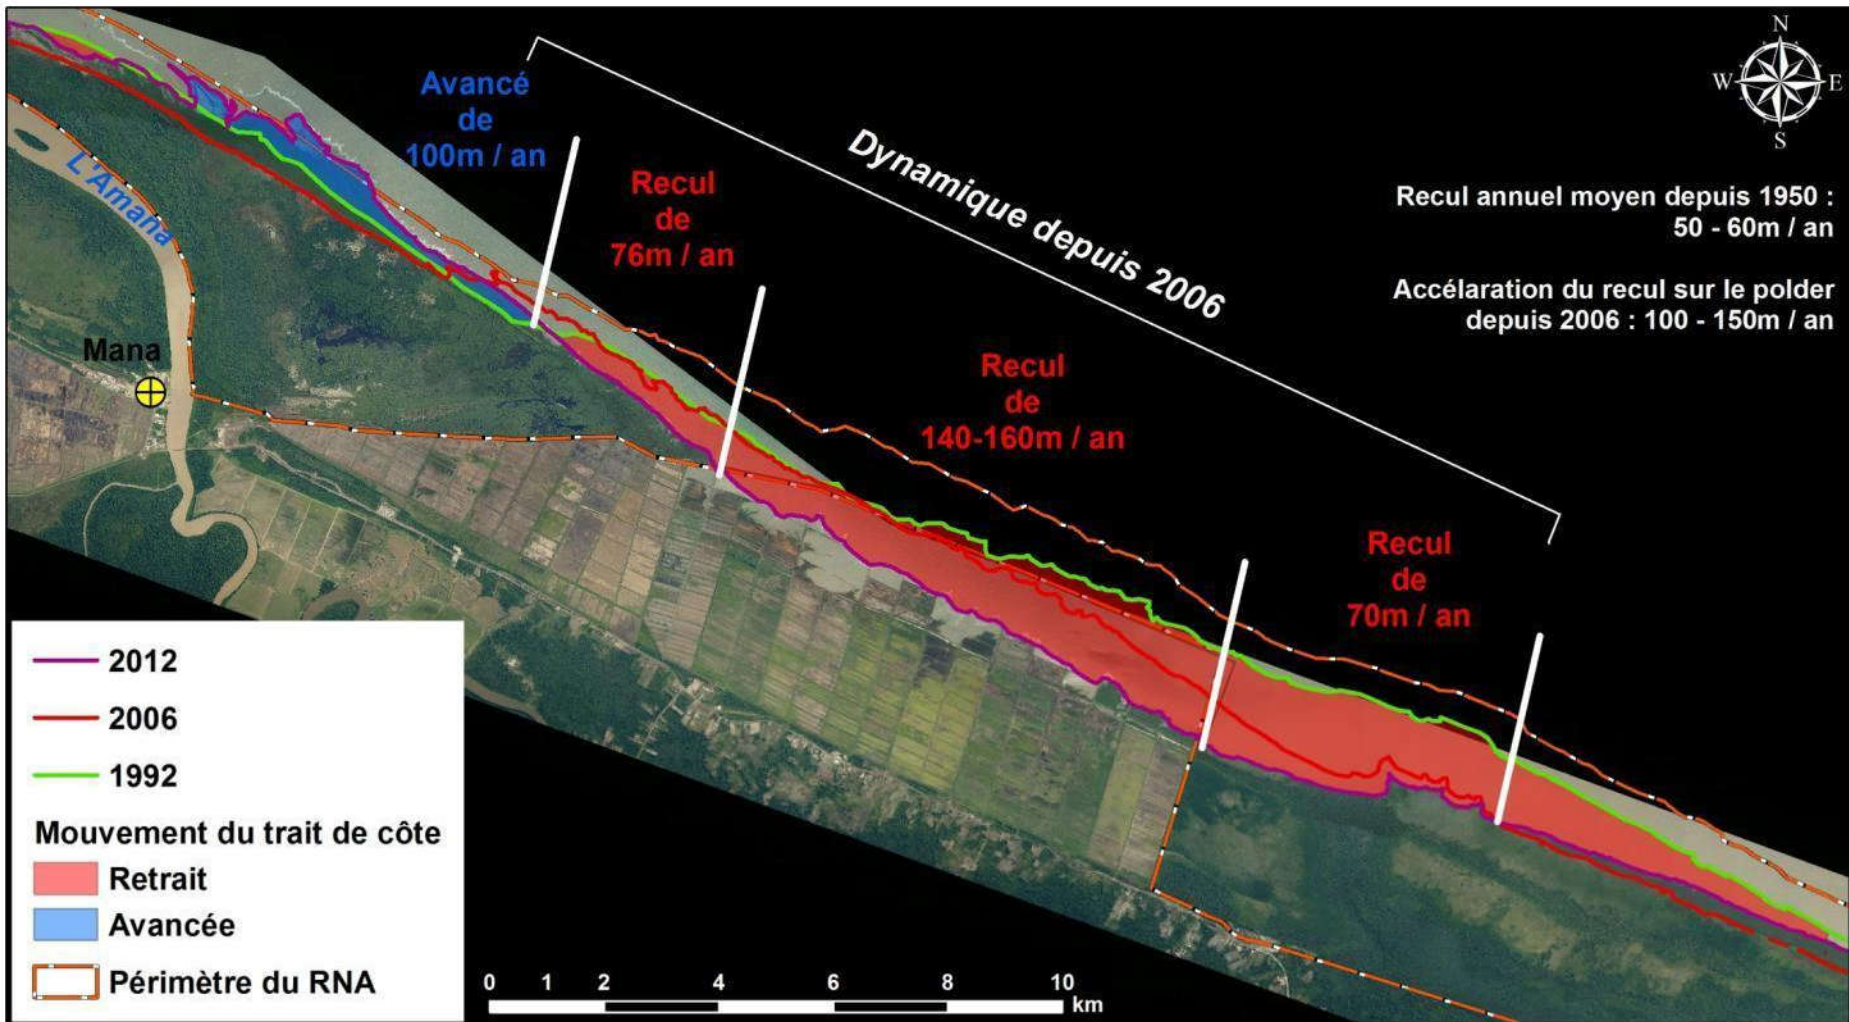 N
W
E
S
Avancé
de
100m / an
Recul
de
76m / an
Dynamique depuis 2006
Recul annuel moyen depuis 1950 :
50 - 60m / an
Accélaration du recul sur le polder
depuis 2006 : 100 - 150m / an
L'Amana
Mana
Recul
de
140-160m / an
Recul
de
70m / an
2012
2006
1992
Mouvement du trait de côte
Retrait
Avancée
Périmètre du RNA
0 1 2 4 6 8 10
km